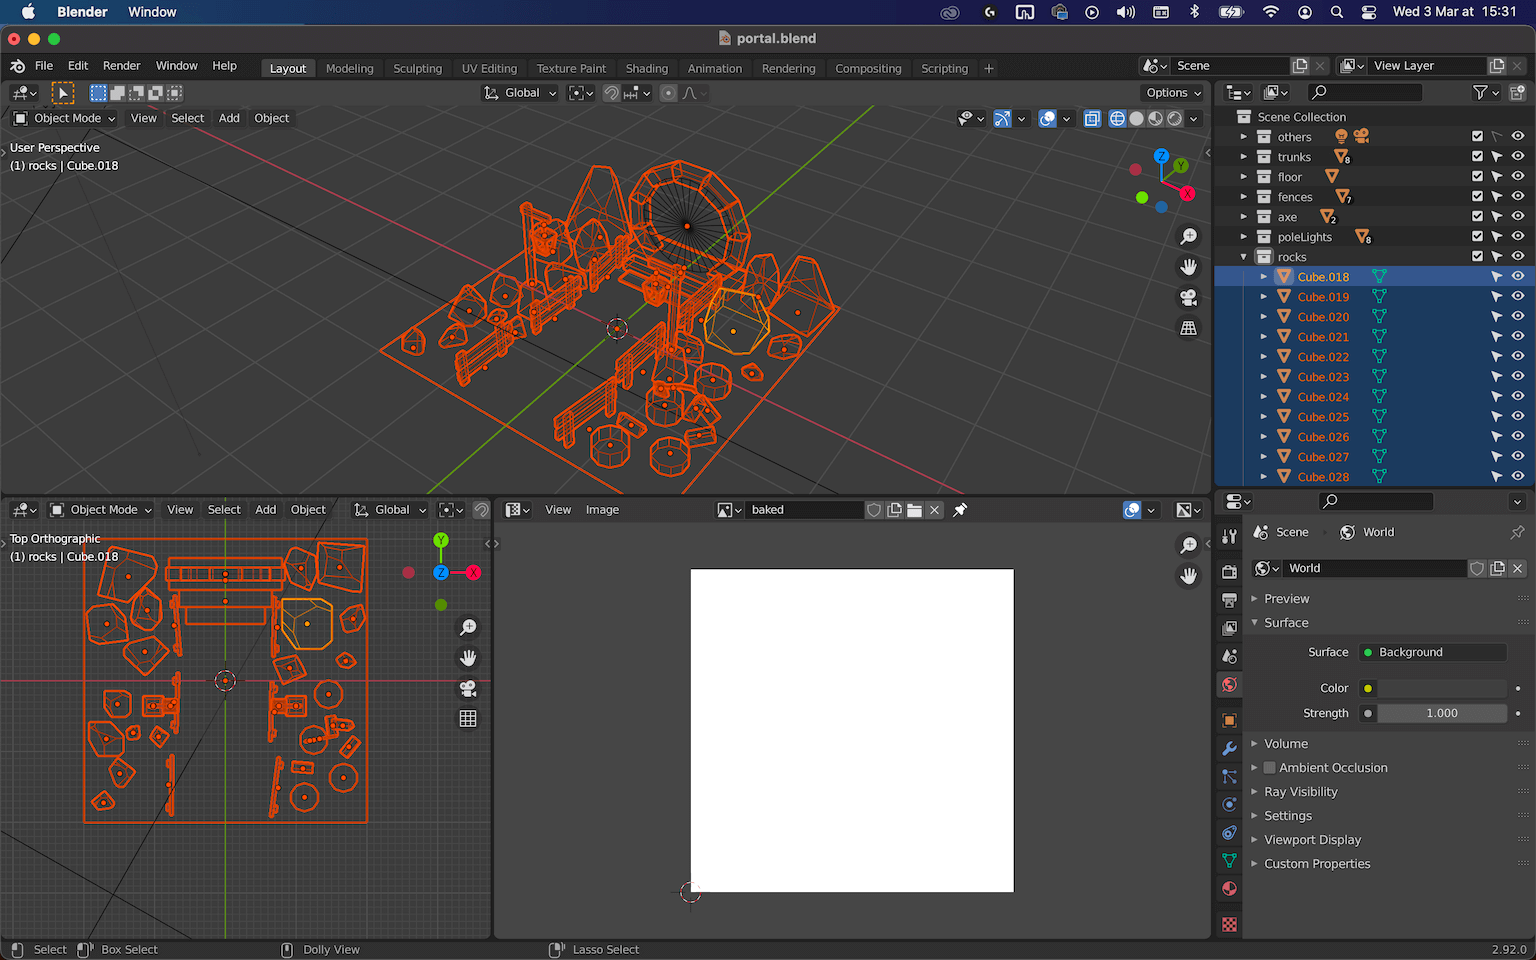 Blender Window Wed 3 Mar at 15:31
portal.blend
File Edit Render Window Help Layout Modeling Sculpting UV Editing Texture Paint Shading Animation Rendering Compositing Scripting + Scene View Layer
Global Options
Object Mode View Select Add Object
User Perspective
(1) rocks | Cube.018
Z
Y
X
Scene Collection
others
trunks 8
floor
fences 7
axe 2
poleLights 8
rocks
Cube.018
Cube.019
Cube.020
Cube.021
Cube.022
Cube.023
Cube.024
Cube.025
Cube.026
Cube.027
Cube.028
Object Mode View Select Add Object Global
Top Orthographic
(1) rocks | Cube.018
Y
Z X
View Image baked
Scene World
World
Preview
Surface
Surface Background
Color
Strength 1.000
Volume
Ambient Occlusion
Ray Visibility
Settings
Viewport Display
Custom Properties
Select Box Select Dolly View Lasso Select 2.92.0